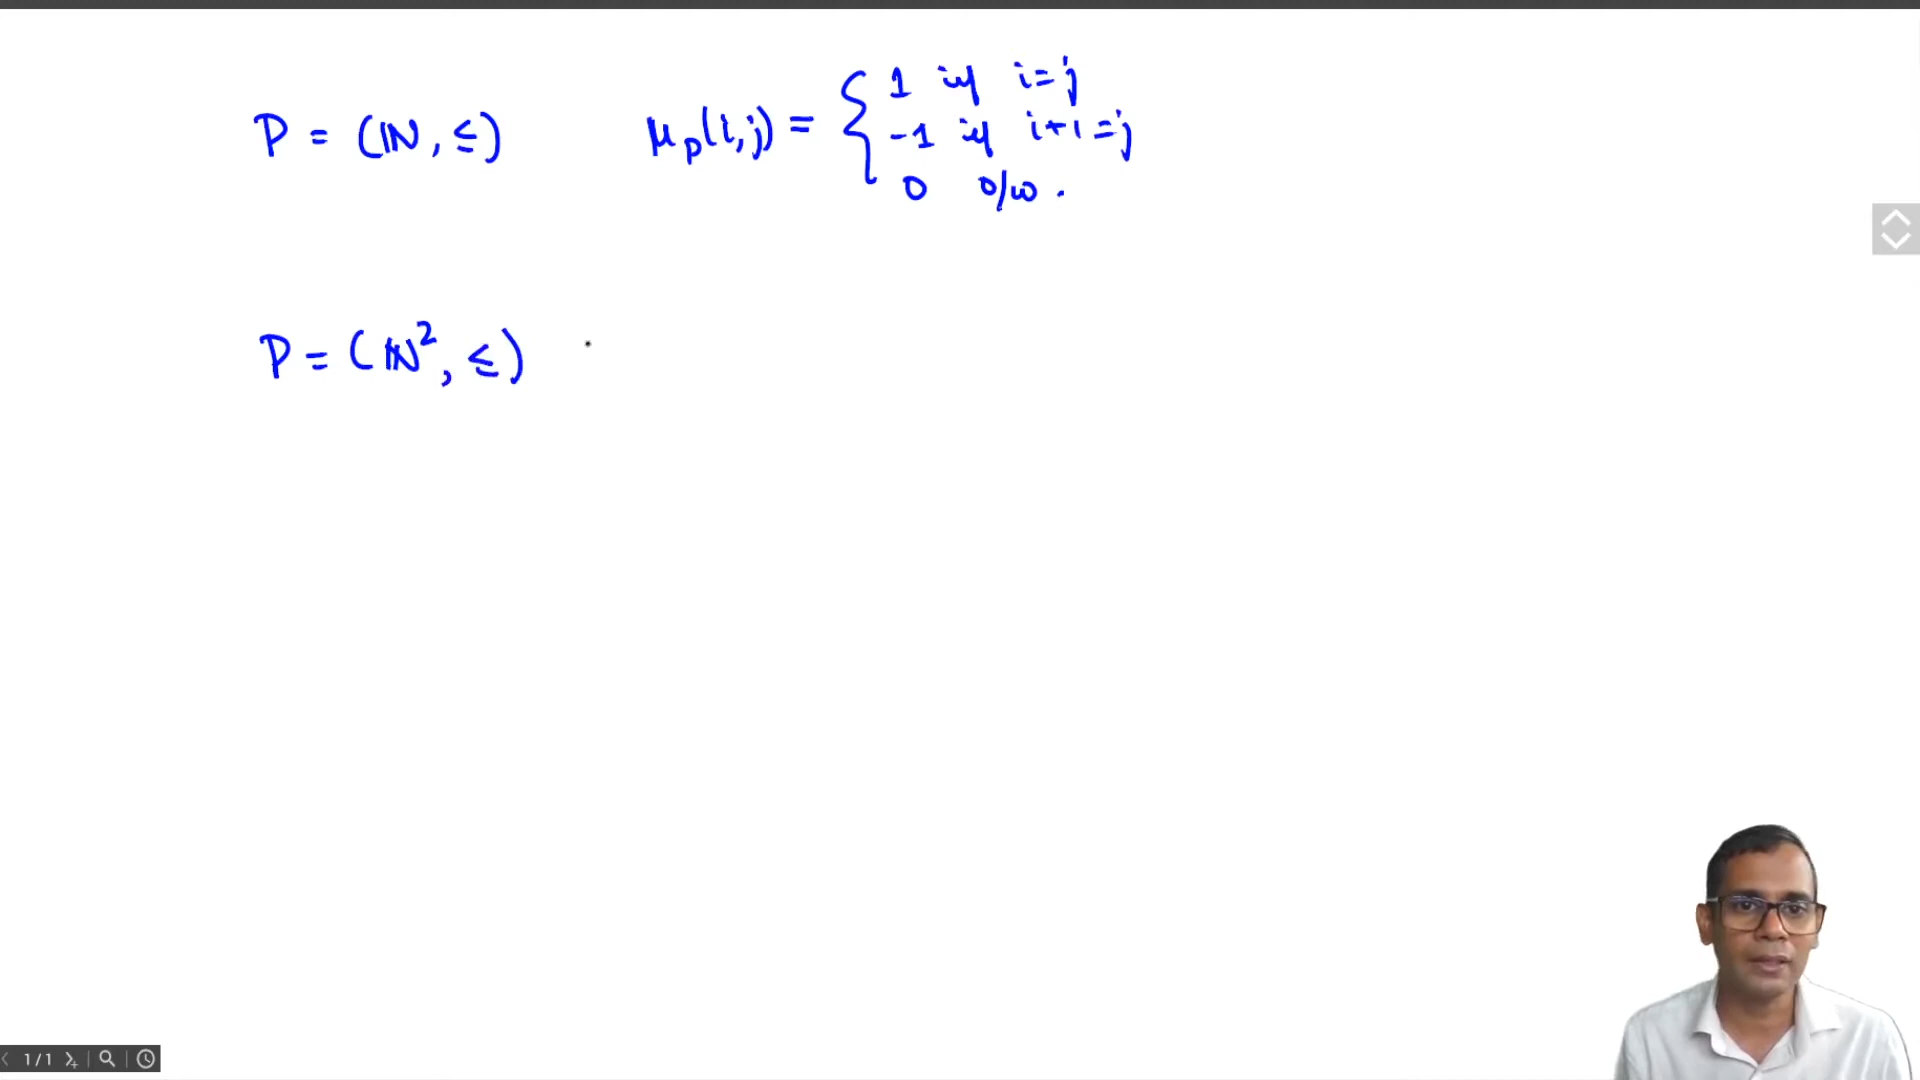 P = (ℕ, ≤) μ_P(i,j) = { 1 if i=j
-1 if i+1=j
0 o/w .
P = (ℕ², ≤)
1/1